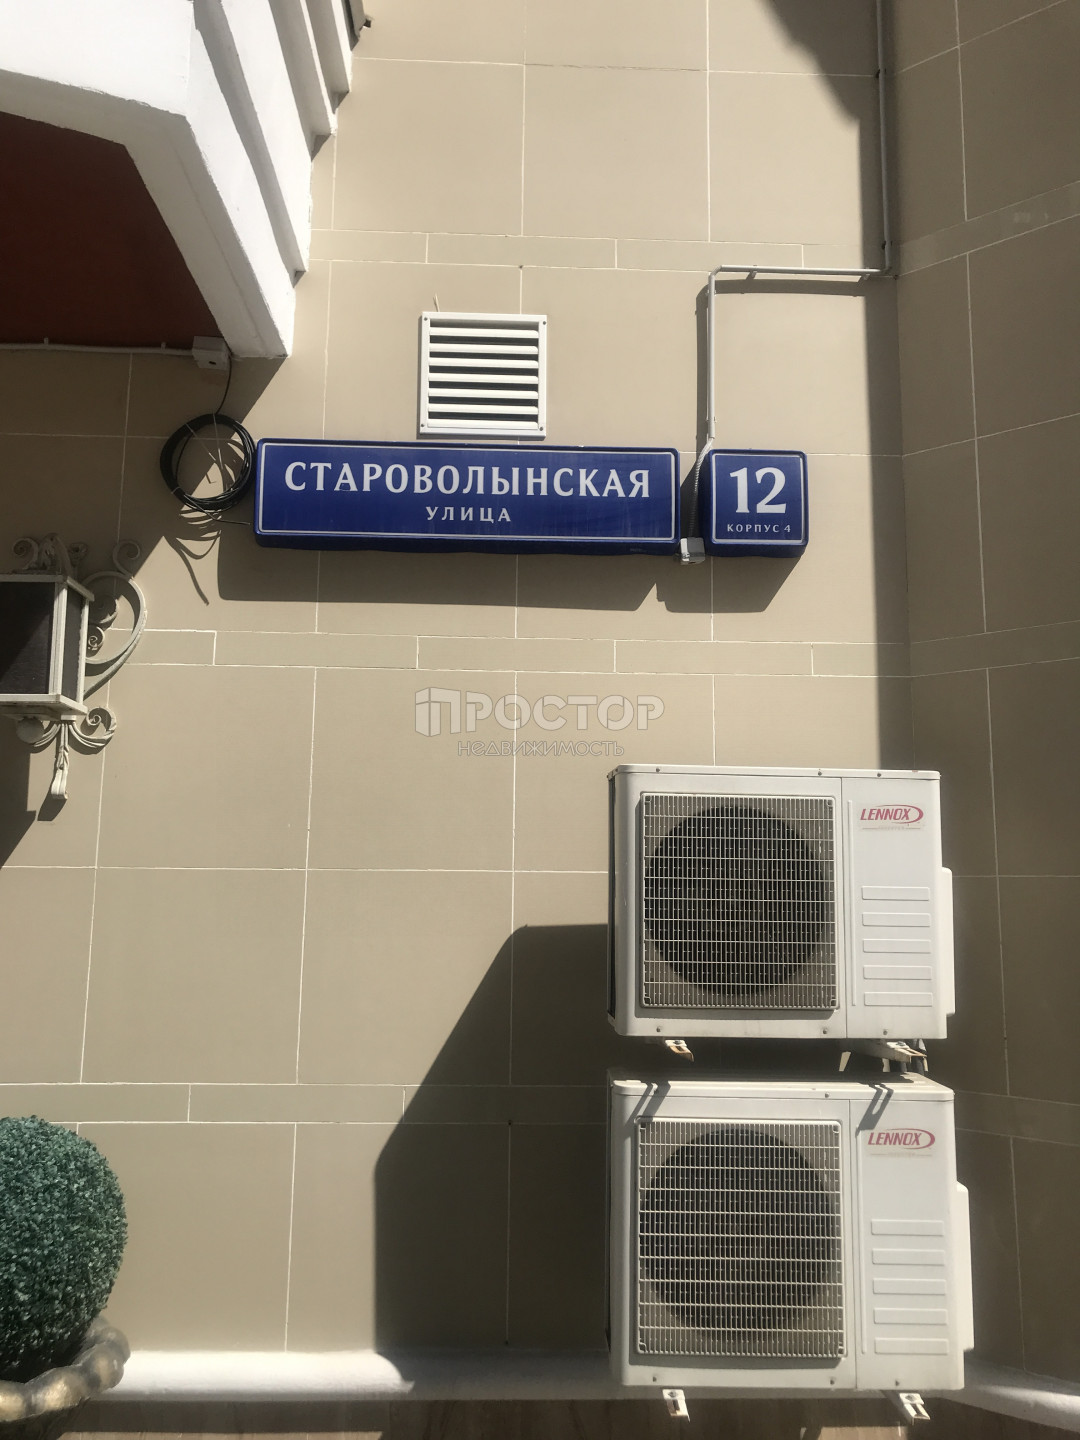 СТАРОВОЛЫНСКАЯ
УЛИЦА
12
КОРПУС 4
ПРОСТОР
НЕДВИЖИМОСТЬ
LENNOX
LENNOX